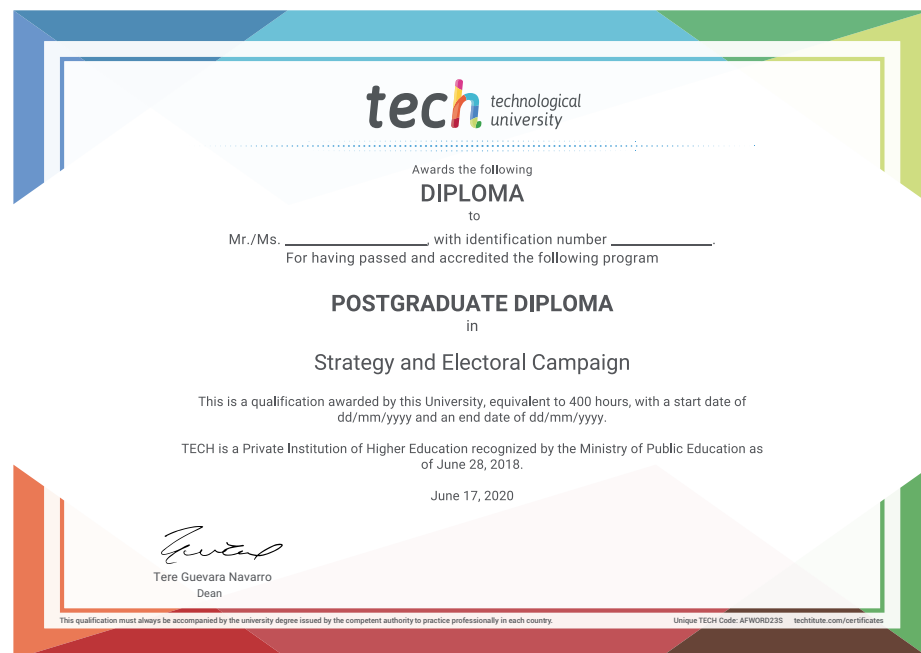 tech technological
university
Awards the following
DIPLOMA
to
Mr./Ms. ________________, with identification number ____________.
For having passed and accredited the following program
POSTGRADUATE DIPLOMA
in
Strategy and Electoral Campaign
This is a qualification awarded by this University, equivalent to 400 hours, with a start date of
dd/mm/yyyy and an end date of dd/mm/yyyy.
TECH is a Private Institution of Higher Education recognized by the Ministry of Public Education as
of June 28, 2018.
June 17, 2020
Tere Guevara Navarro
Dean
This qualification must always be accompanied by the university degree issued by the competent authority to practice professionally in each country. Unique TECH Code: AFWORD23S techtitute.com/certificates